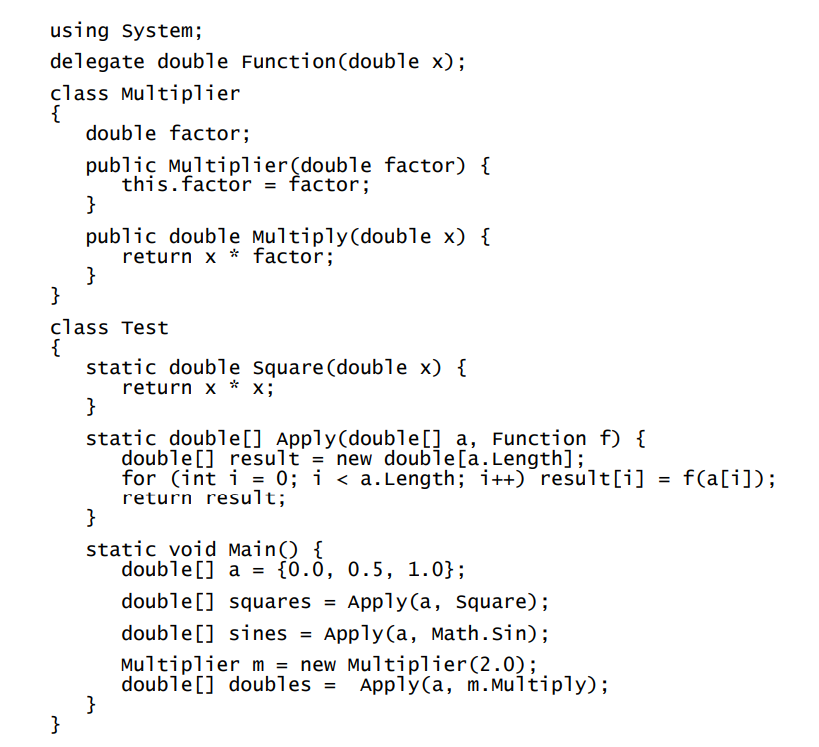 using System;
delegate double Function(double x);
class Multiplier
{
   double factor;
   public Multiplier(double factor) {
      this.factor = factor;
   }
   public double Multiply(double x) {
      return x * factor;
   }
}
class Test
{
   static double Square(double x) {
      return x * x;
   }
   static double[] Apply(double[] a, Function f) {
      double[] result = new double[a.Length];
      for (int i = 0; i < a.Length; i++) result[i] = f(a[i]);
      return result;
   }
   static void Main() {
      double[] a = {0.0, 0.5, 1.0};
      double[] squares = Apply(a, Square);
      double[] sines = Apply(a, Math.Sin);
      Multiplier m = new Multiplier(2.0);
      double[] doubles =  Apply(a, m.Multiply);
   }
}